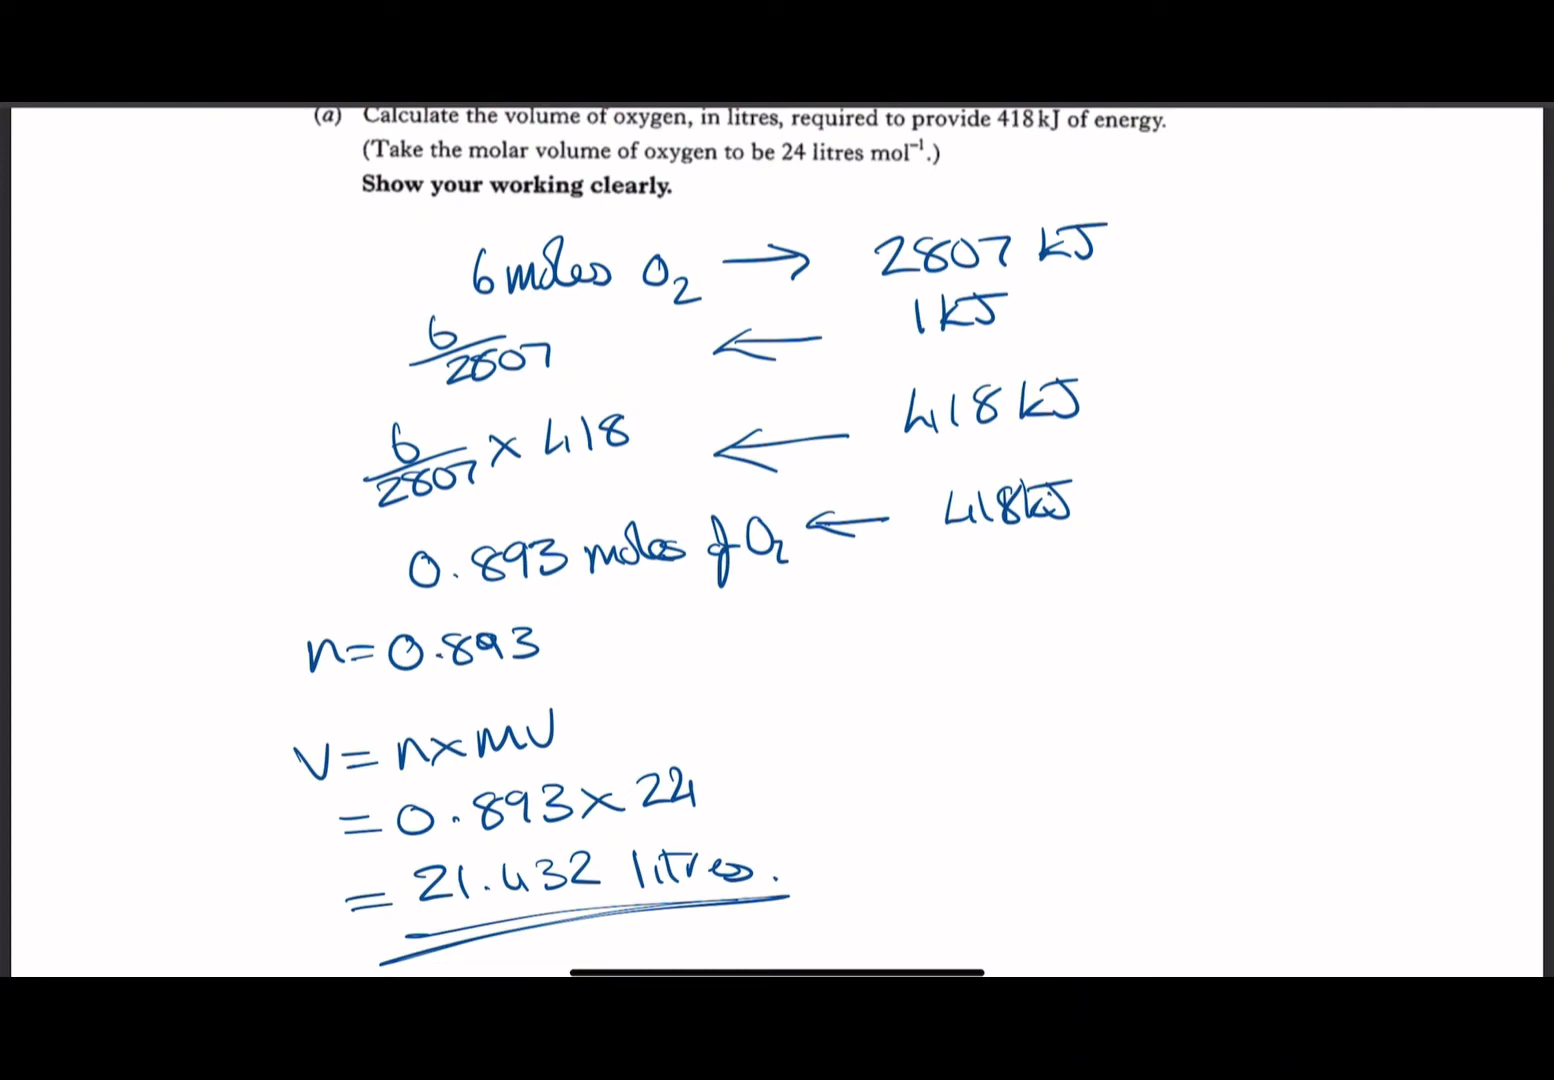 (a) Calculate the volume of oxygen, in litres, required to provide 418 kJ of energy.
(Take the molar volume of oxygen to be 24 litres mol⁻¹.)
Show your working clearly.
6 moles O₂ → 2807 kJ
6/2807 ← 1 kJ
6/2807 × 418 ← 418 kJ
0.893 moles of O₂ ← 418 kJ
n = 0.893
V = n × MV
= 0.893 × 24
= 21.432 litres.